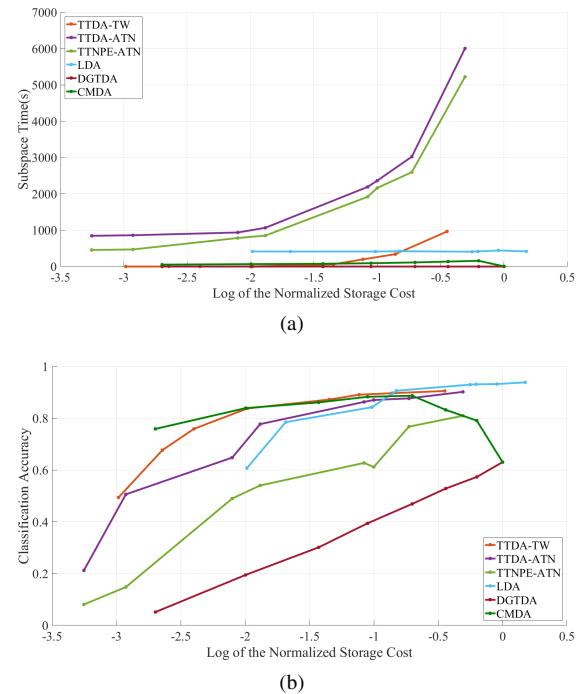 7000
6000
5000
4000
3000
2000
1000
0
Subspace Time(s)
TTDA-TW
TTDA-ATN
TTNPE-ATN
LDA
DGTDA
CMDA
-3.5 -3 -2.5 -2 -1.5 -1 -0.5 0 0.5
Log of the Normalized Storage Cost
(a)
1
0.8
0.6
0.4
0.2
0
Classification Accuracy
TTDA-TW
TTDA-ATN
TTNPE-ATN
LDA
DGTDA
CMDA
-3.5 -3 -2.5 -2 -1.5 -1 -0.5 0 0.5
Log of the Normalized Storage Cost
(b)